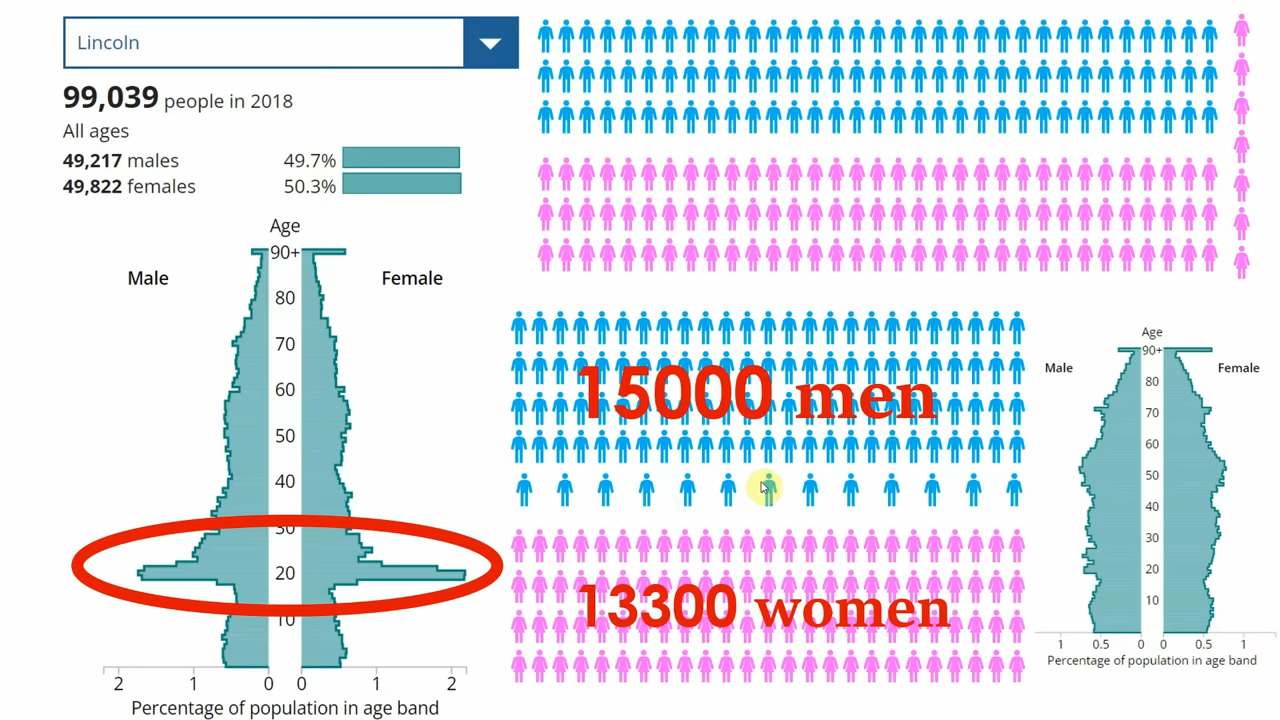 Lincoln
99,039 people in 2018
All ages
49,217 males 49.7%
49,822 females 50.3%
Age
90+
Male Female
80
70
60
50
40
30
20
10
2 1 0 0 1 2
Percentage of population in age band
15000 men
13300 women
Age
90+
Male Female
80
70
60
50
40
30
20
10
1 0.5 0 0 0.5 1
Percentage of population in age band